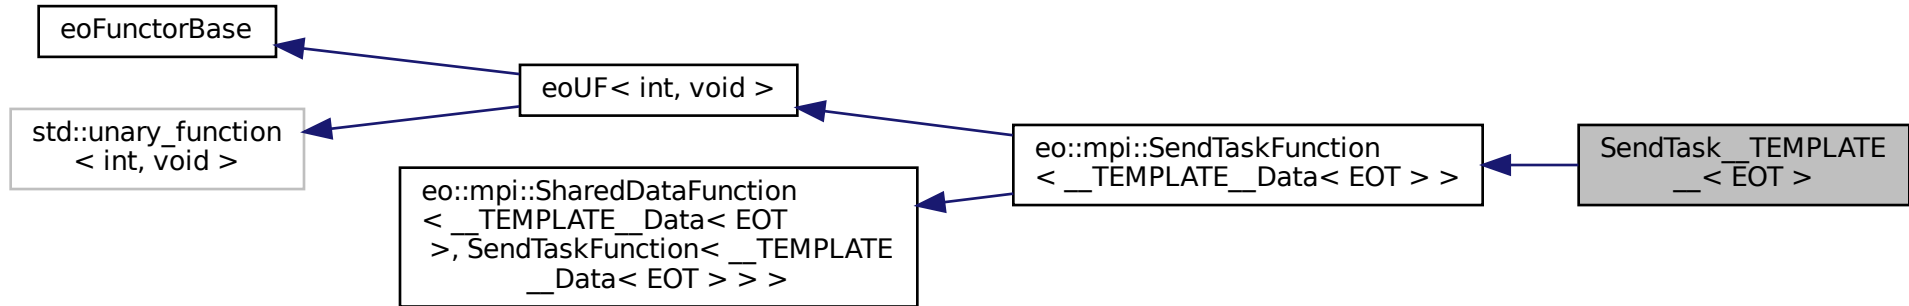 eoFunctorBase
std::unary_function
< int, void >
eoUF< int, void >
eo::mpi::SharedDataFunction
< __TEMPLATE__Data< EOT
>, SendTaskFunction< __TEMPLATE
__Data< EOT > > >
eo::mpi::SendTaskFunction
< __TEMPLATE__Data< EOT > >
SendTask__TEMPLATE
__< EOT >